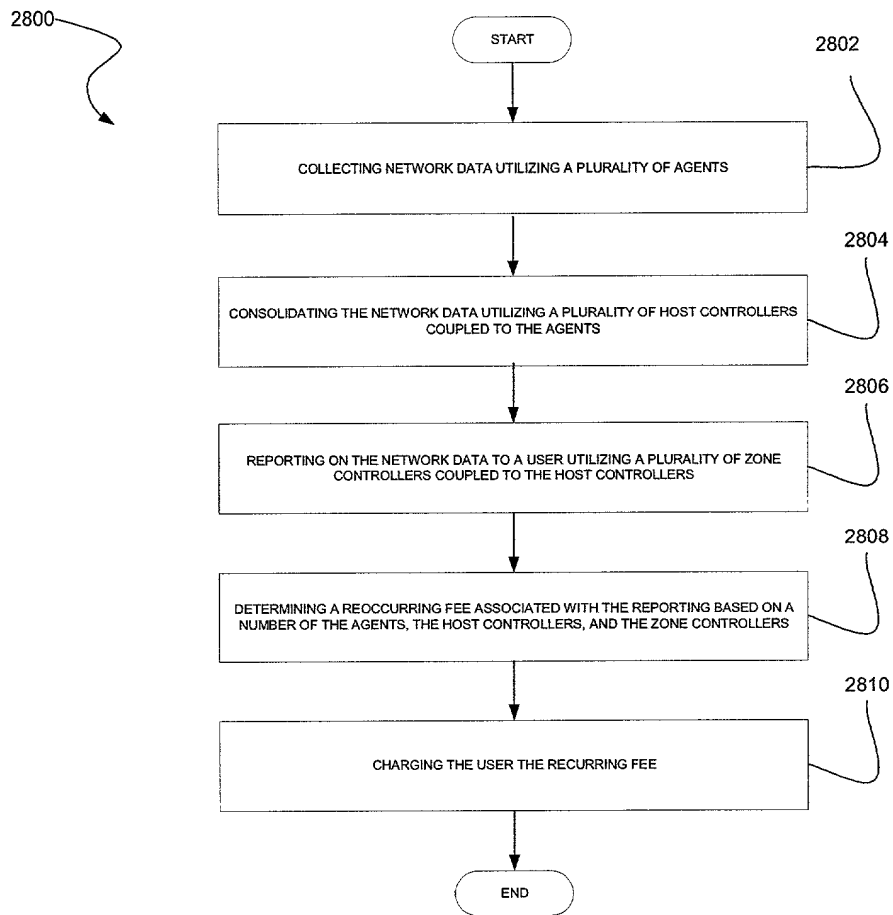 2800
START
2802
COLLECTING NETWORK DATA UTILIZING A PLURALITY OF AGENTS
2804
CONSOLIDATING THE NETWORK DATA UTILIZING A PLURALITY OF HOST CONTROLLERS
COUPLED TO THE AGENTS
2806
REPORTING ON THE NETWORK DATA TO A USER UTILIZING A PLURALITY OF ZONE
CONTROLLERS COUPLED TO THE HOST CONTROLLERS
2808
DETERMINING A REOCCURRING FEE ASSOCIATED WITH THE REPORTING BASED ON A
NUMBER OF THE AGENTS, THE HOST CONTROLLERS, AND THE ZONE CONTROLLERS
2810
CHARGING THE USER THE RECURRING FEE
END